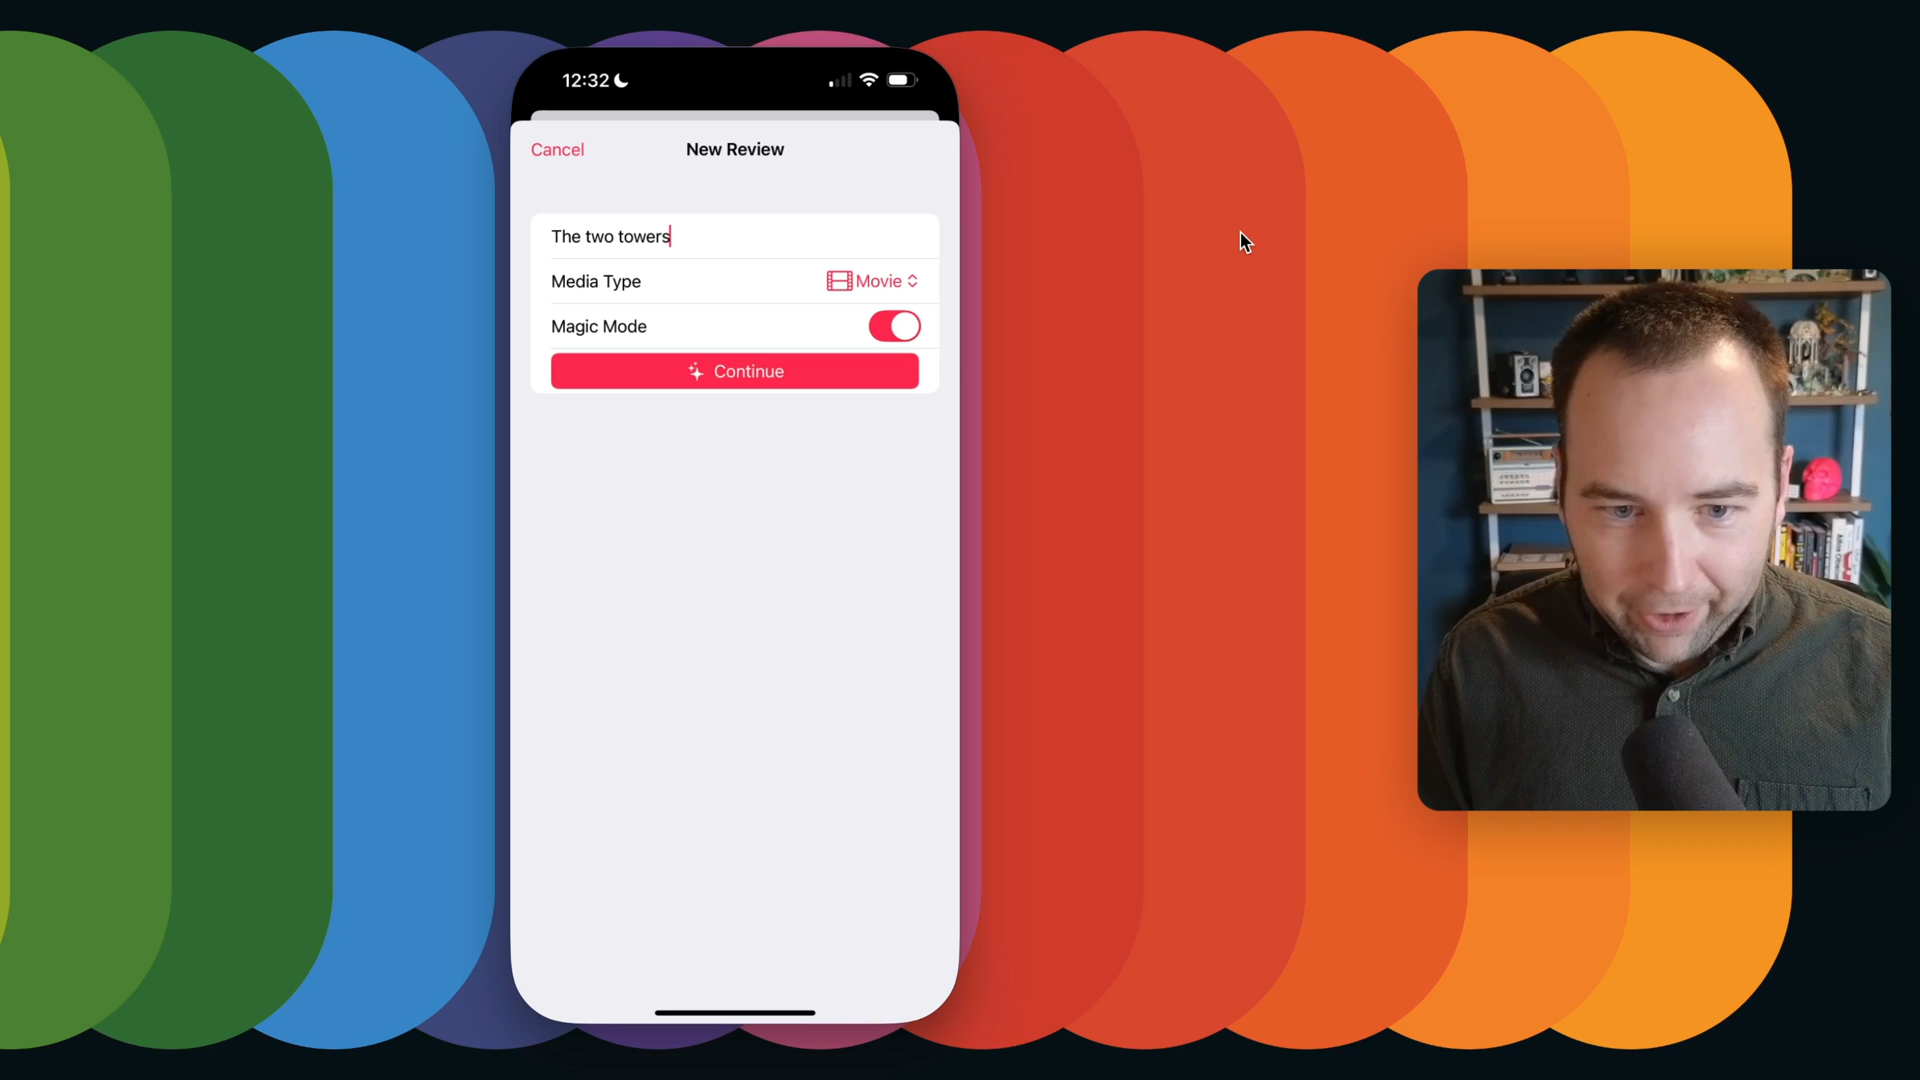 12:32
Cancel
New Review
The two towers
Media Type
Movie
Magic Mode
Continue